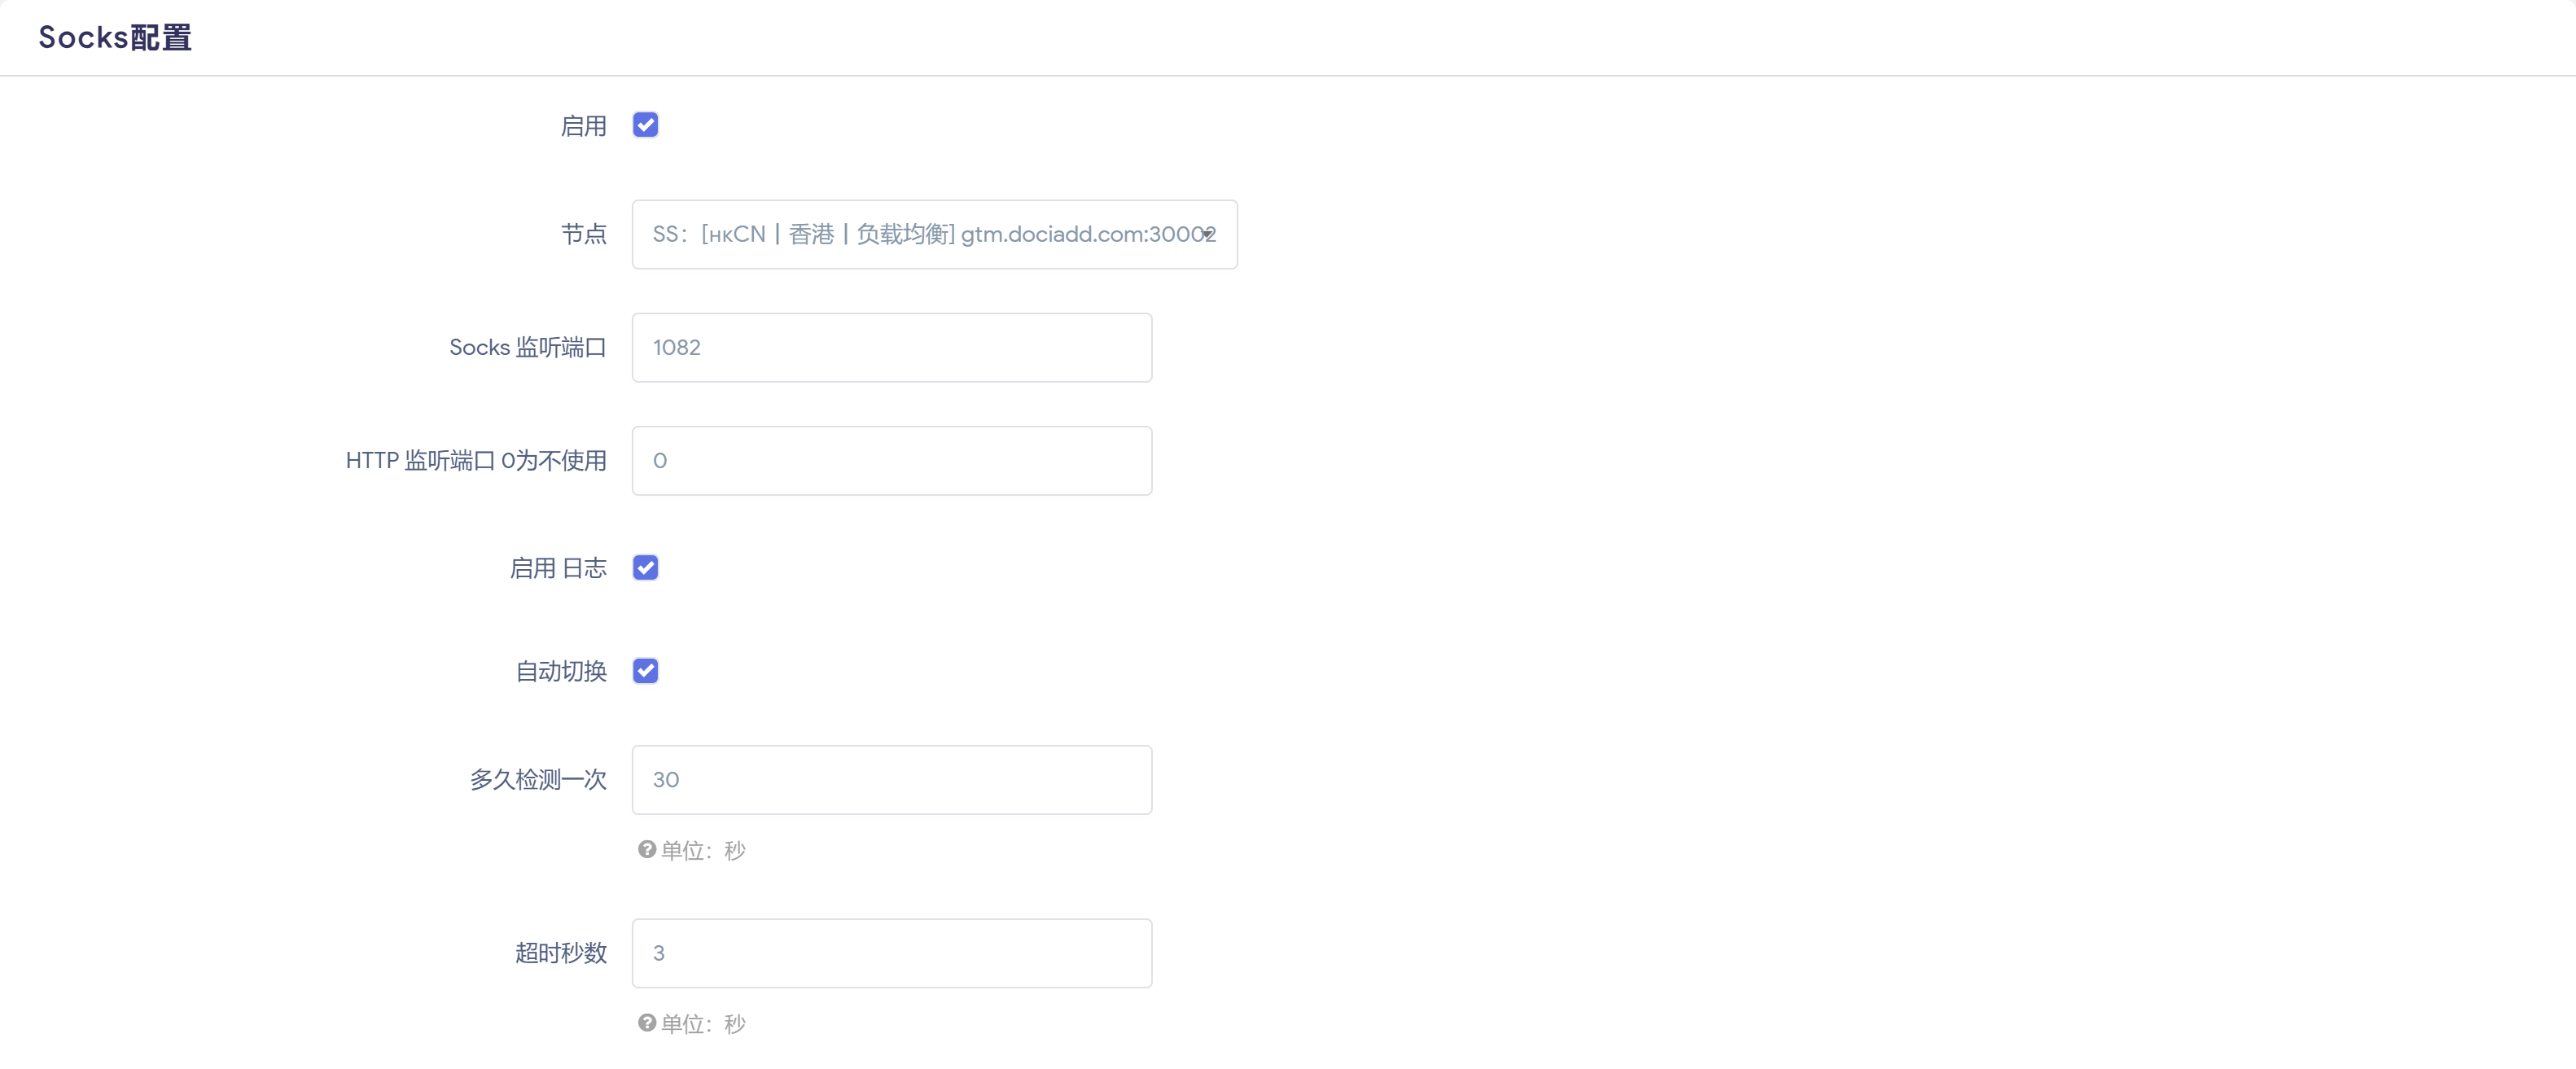 Socks配置
启用
节点 SS：[ʜᴋCN丨香港丨负载均衡] gtm.dociadd.com:30002
Socks 监听端口 1082
HTTP 监听端口 0为不使用 0
启用 日志
自动切换
多久检测一次 30
单位：秒
超时秒数 3
单位：秒